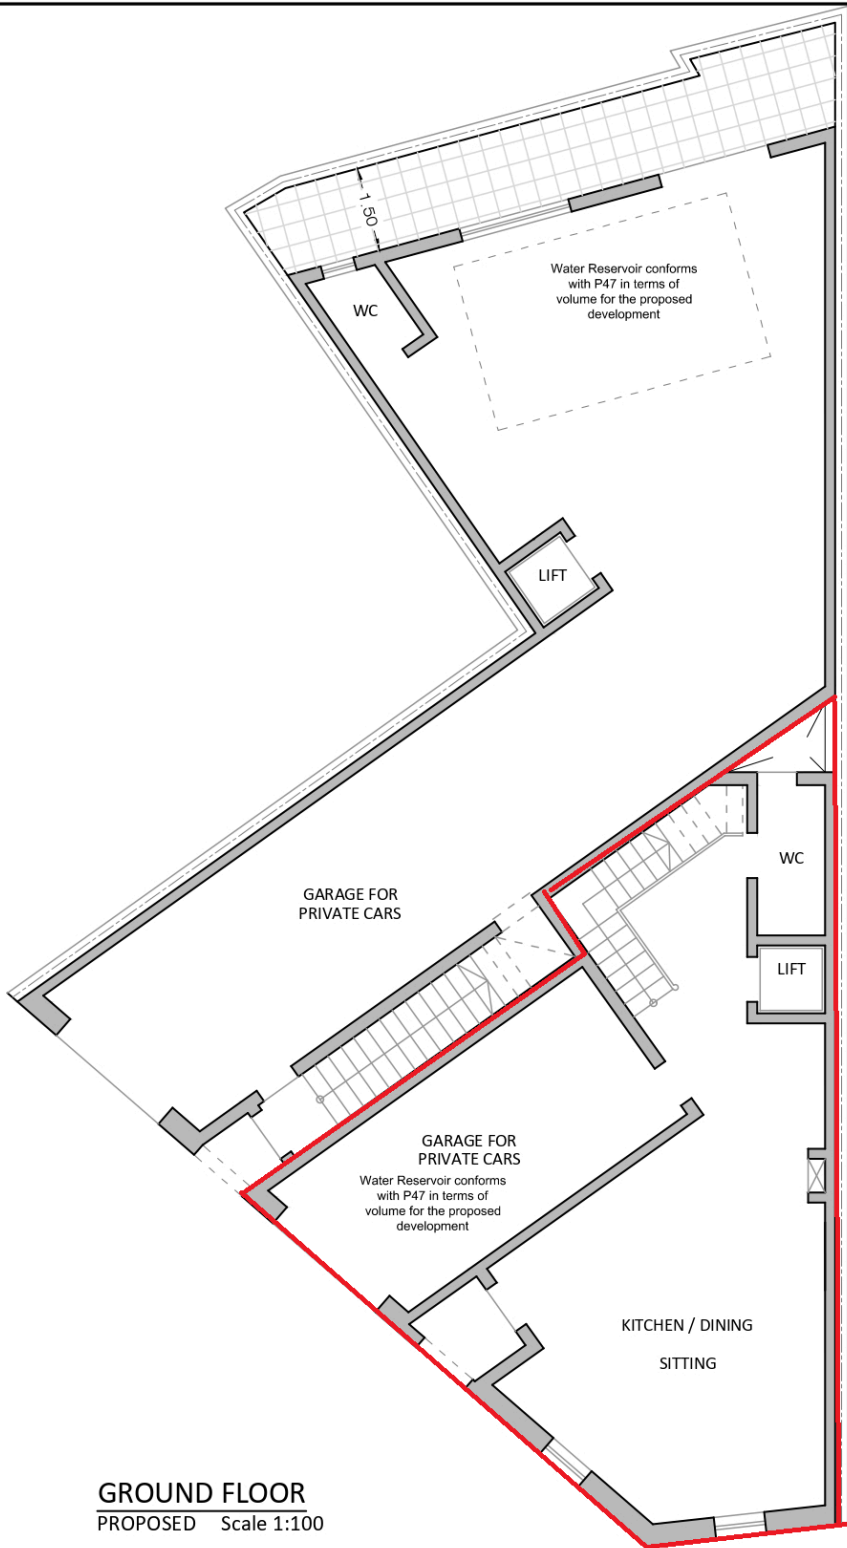 1.50
Water Reservoir conforms
with P47 in terms of
volume for the proposed
development
WC
LIFT
GARAGE FOR
PRIVATE CARS
WC
LIFT
GARAGE FOR
PRIVATE CARS
Water Reservoir conforms
with P47 in terms of
volume for the proposed
development
KITCHEN / DINING
SITTING
GROUND FLOOR
PROPOSED Scale 1:100